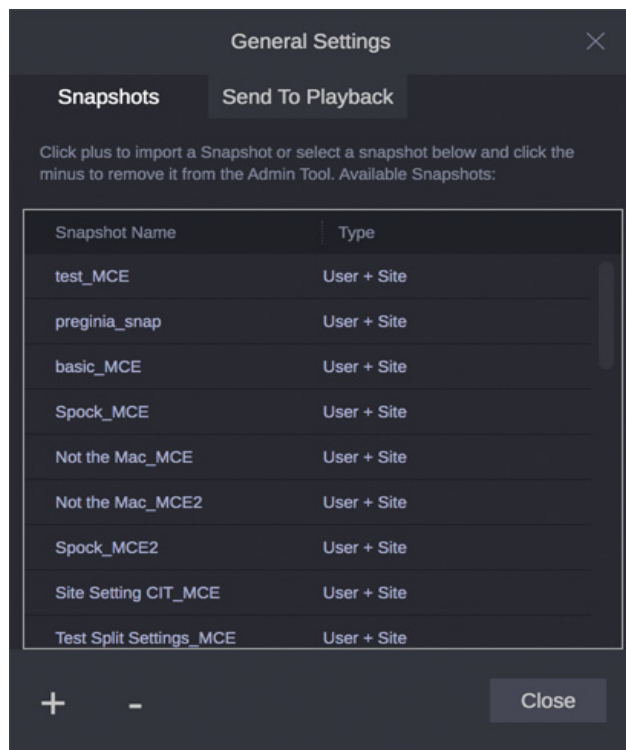 General Settings
Snapshots Send To Playback
Click plus to import a Snapshot or select a snapshot below and click the
minus to remove it from the Admin Tool. Available Snapshots:
Snapshot Name Type
test_MCE User + Site
preginia_snap User + Site
basic_MCE User + Site
Spock_MCE User + Site
Not the Mac_MCE User + Site
Not the Mac_MCE2 User + Site
Spock_MCE2 User + Site
Site Setting CIT_MCE User + Site
Test Split Settings_MCE User + Site
+ - Close